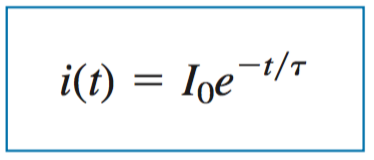 i(t) = I₀e^{−t/τ}